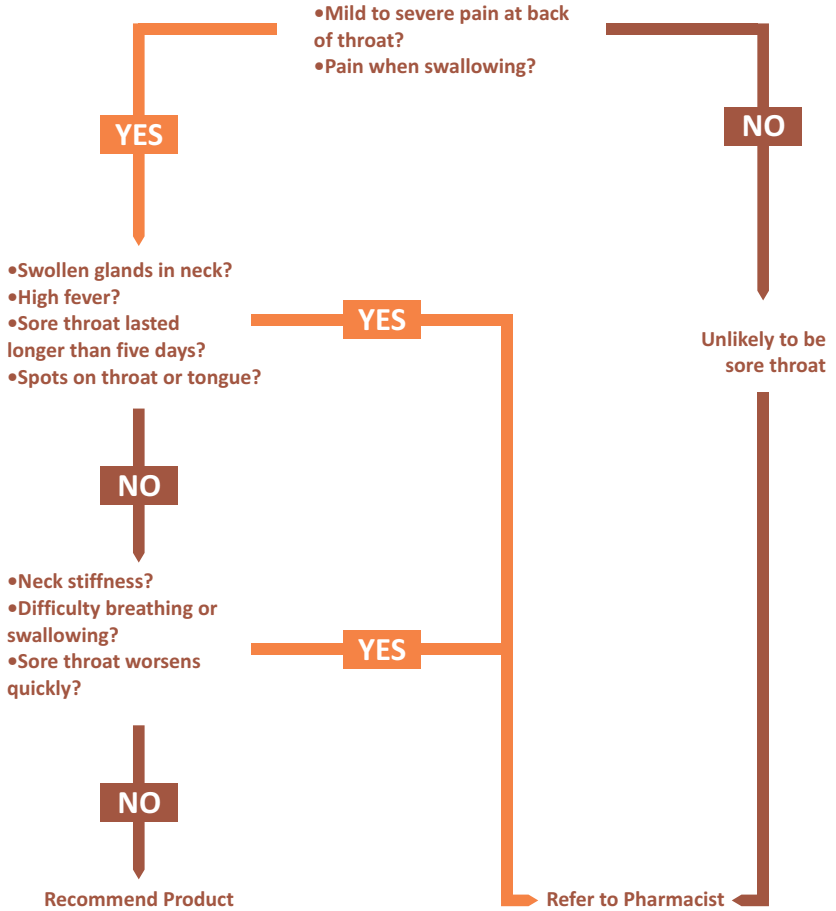 •Mild to severe pain at back
of throat?
•Pain when swallowing?
YES
NO
•Swollen glands in neck?
•High fever?
•Sore throat lasted
longer than five days?
•Spots on throat or tongue?
YES
Unlikely to be
sore throat
NO
•Neck stiffness?
•Difficulty breathing or
swallowing?
•Sore throat worsens
quickly?
YES
NO
Recommend Product
Refer to Pharmacist